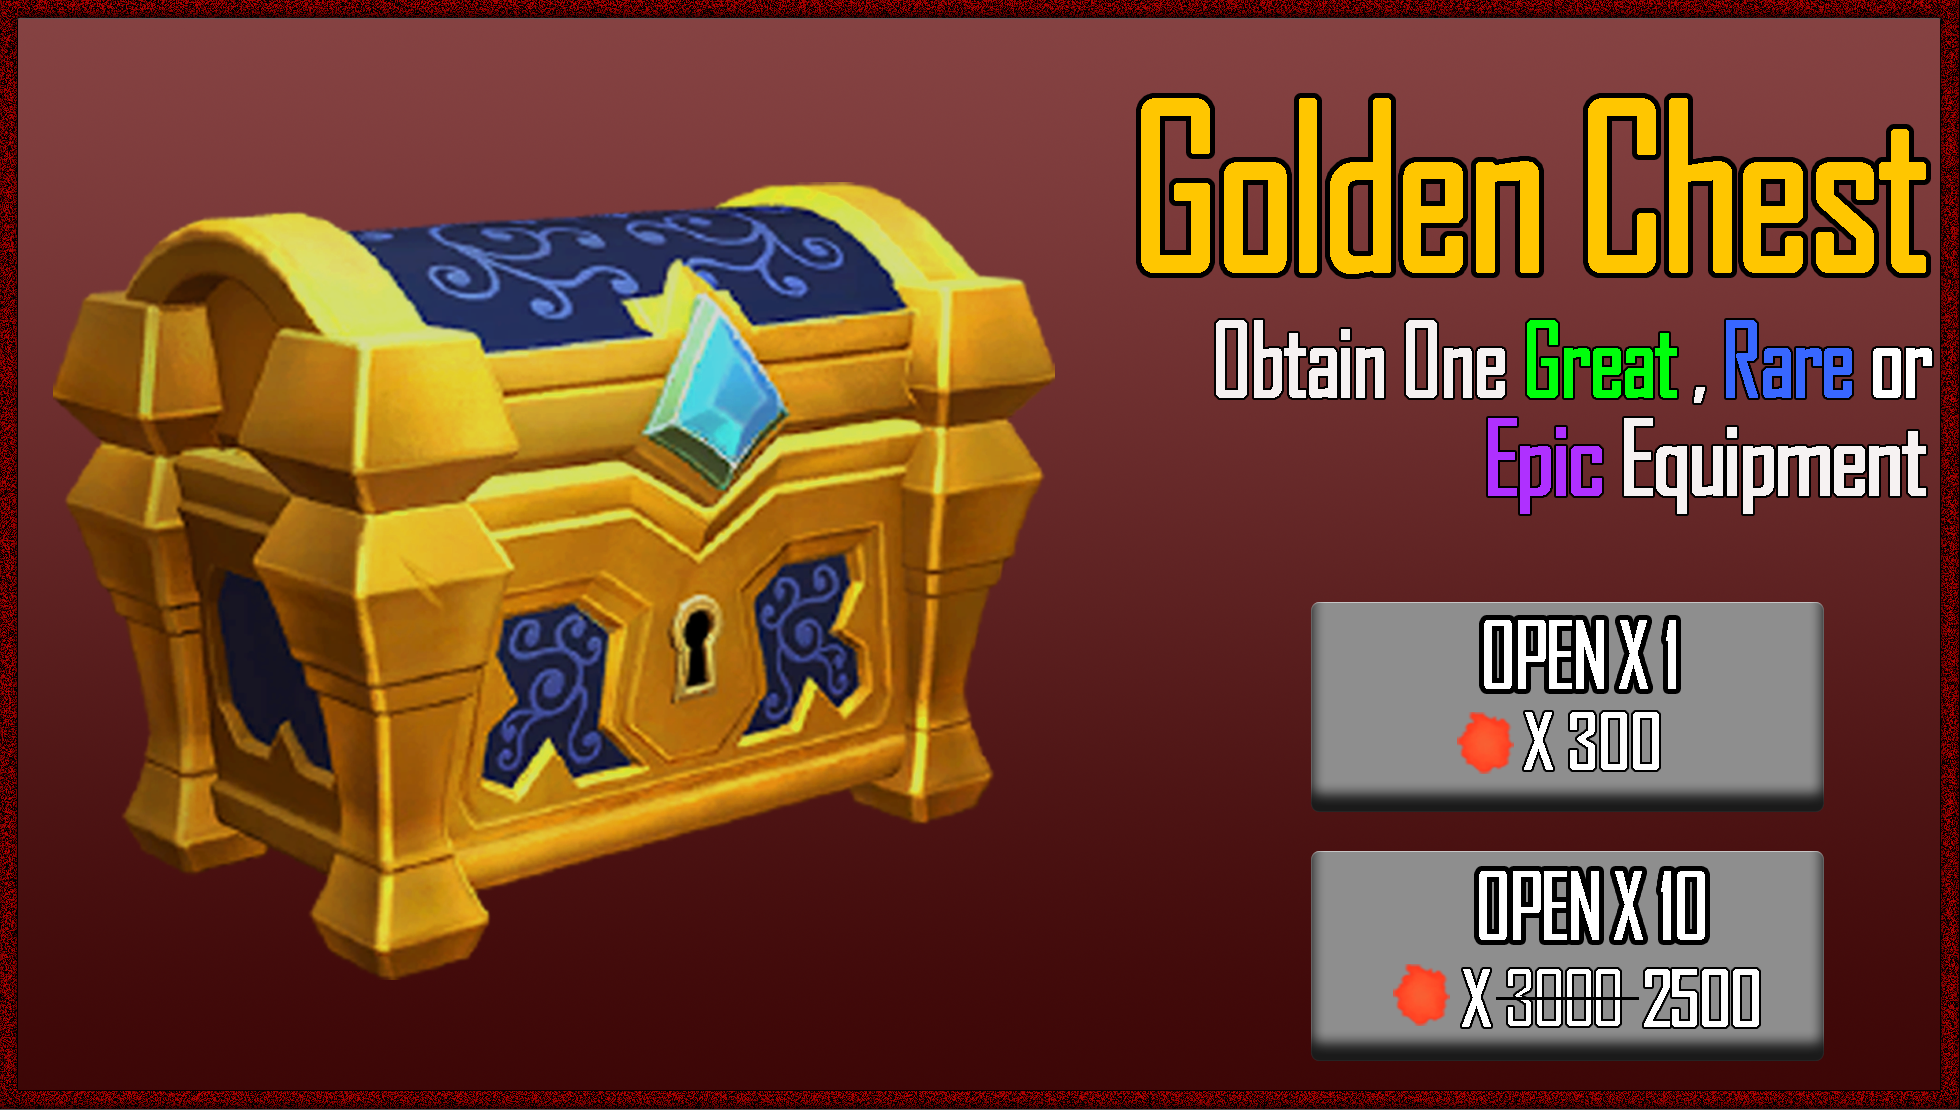 Golden Chest
Obtain One Great , Rare or
Epic Equipment
OPEN X 1
X 300
OPEN X 10
X 3000 2500